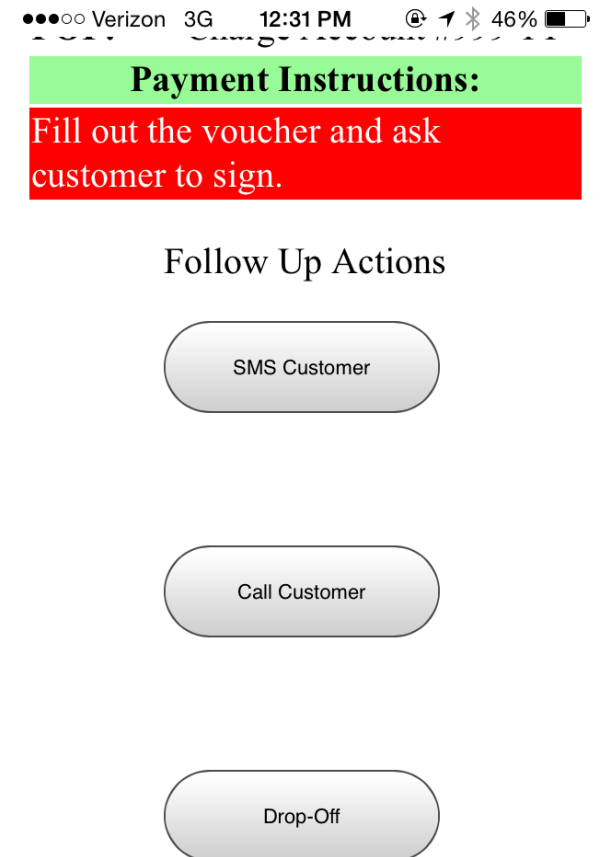 Verizon 3G 12:31 PM 46%
Payment Instructions:
Fill out the voucher and ask
customer to sign.
Follow Up Actions
SMS Customer
Call Customer
Drop-Off